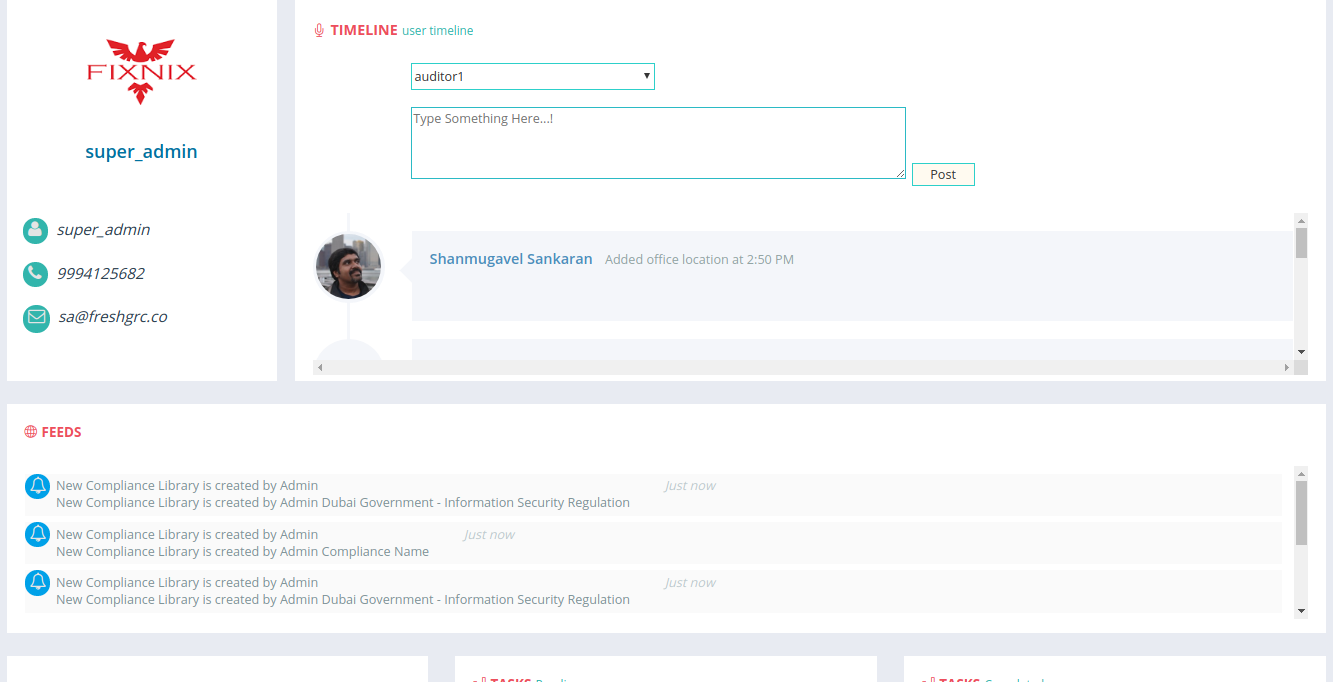 FIXNIX
super_admin
super_admin
9994125682
sa@freshgrc.co
TIMELINE user timeline
auditor1
Type Something Here...!
Post
Shanmugavel Sankaran Added office location at 2:50 PM
FEEDS
New Compliance Library is created by Admin Just now
New Compliance Library is created by Admin Dubai Government - Information Security Regulation
New Compliance Library is created by Admin Just now
New Compliance Library is created by Admin Compliance Name
New Compliance Library is created by Admin Just now
New Compliance Library is created by Admin Dubai Government - Information Security Regulation
TASKS
TASKS